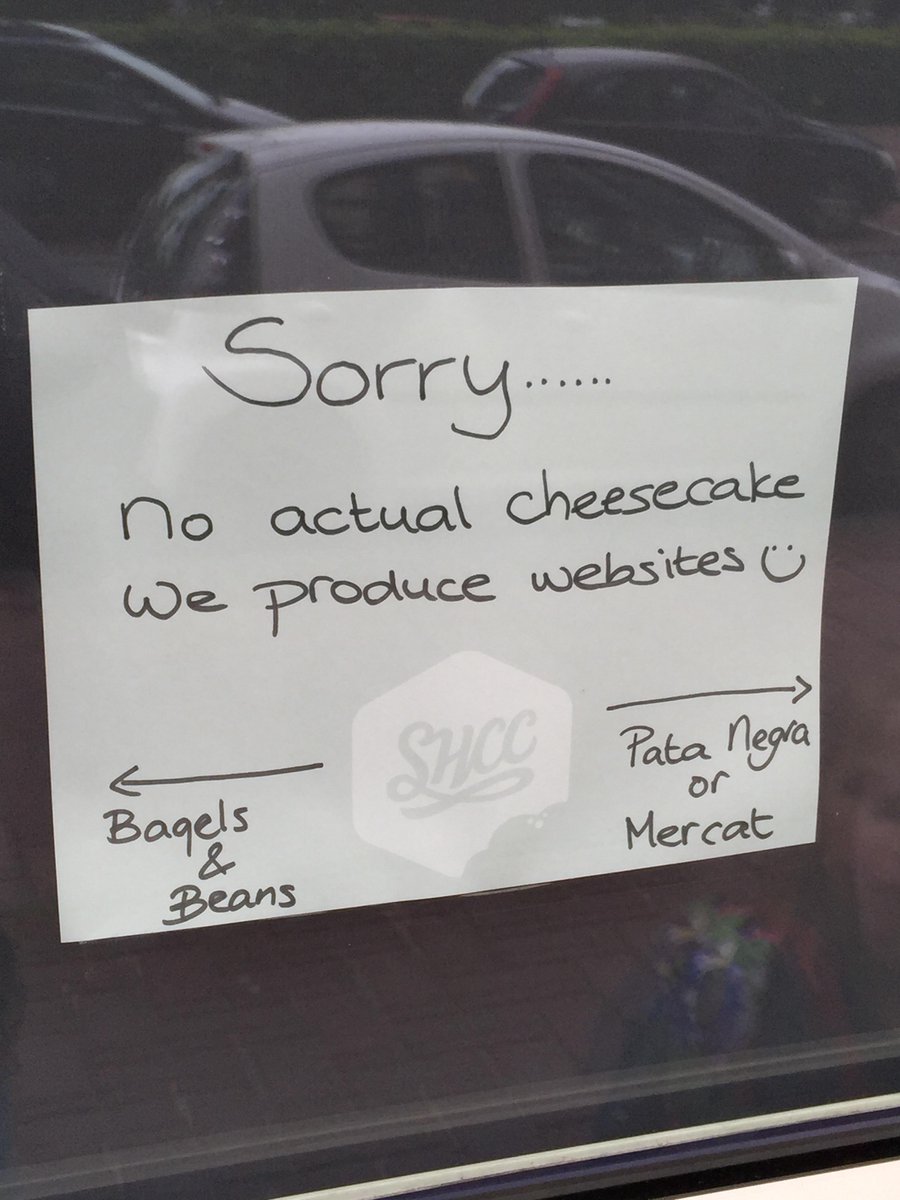 Sorry......
no actual cheesecake
We produce websites
SHCC
Pata Negra
or
Mercat
Bagels
&
Beans